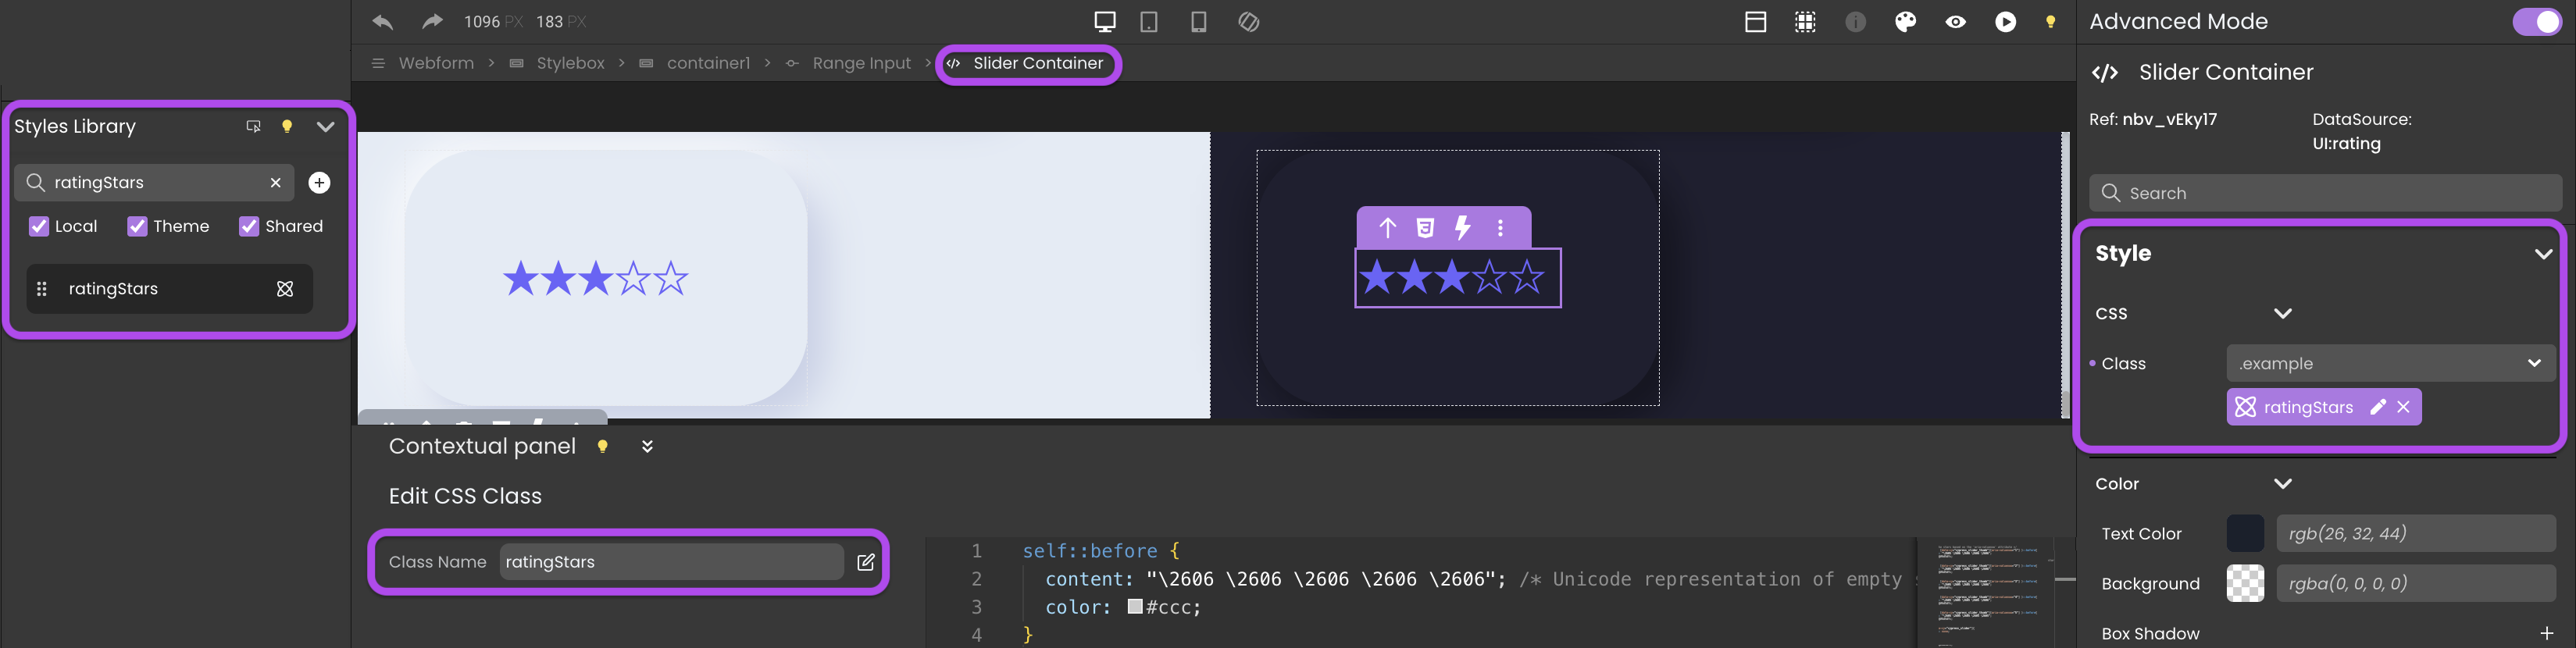 1096 PX 183 PX
Advanced Mode
Webform > Stylebox > container1 > Range Input > Slider Container
Slider Container
Ref: nbv_vEky17
DataSource:
UI:rating
Search
Style
CSS
Class
.example
ratingStars
Color
Text Color
rgb(26, 32, 44)
Background
rgba(0, 0, 0, 0)
Box Shadow
Styles Library
ratingStars
Local
Theme
Shared
ratingStars
Contextual panel
Edit CSS Class
Class Name
ratingStars
1 self::before {
2 content: "\2606 \2606 \2606 \2606 \2606"; /* Unicode representation of empty
3 color: #ccc;
4 }